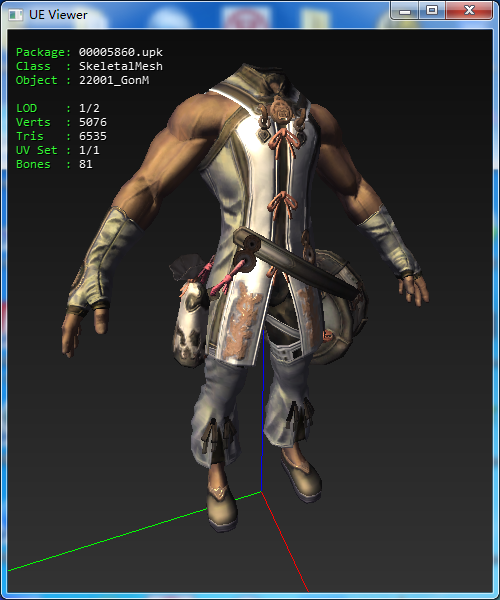 UE Viewer
Package: 00005860.upk
Class : SkeletalMesh
Object : 22001_GonM
LOD : 1/2
Verts : 5076
Tris : 6535
UV Set : 1/1
Bones : 81